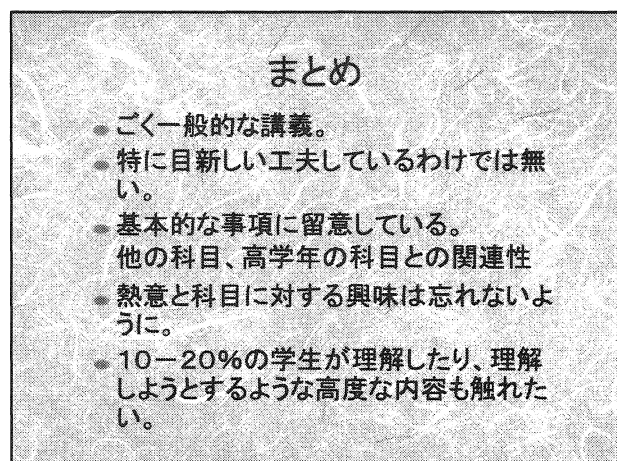 まとめ
ごく一般的な講義。
特に目新しい工夫しているわけでは無
い。
基本的な事項に留意している。
他の科目、高学年の科目との関連性
熱意と科目に対する興味は忘れないよ
うに。
10－20％の学生が理解したり、理解
しようとするような高度な内容も触れた
い。